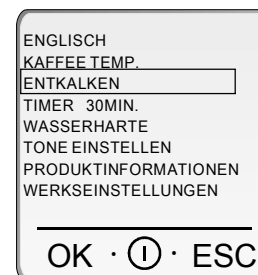 ENGLISCH
KAFFEE TEMP.
ENTKALKEN
TIMER 30MIN.
WASSERHARTE
TONE EINSTELLEN
PRODUKTINFORMATIONEN
WERKSEINSTELLUNGEN
OK · · ESC